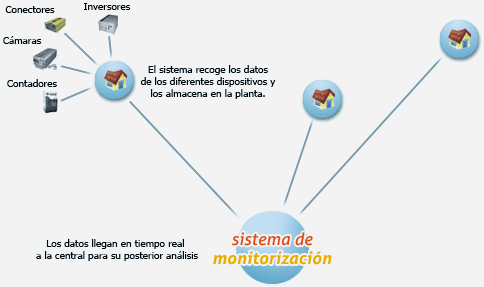 Conectores
Inversores
Cámaras
Contadores
El sistema recoge los datos
de los diferentes dispositivos y
los almacena en la planta.
Los datos llegan en tiempo real
a la central para su posterior análisis
sistema de
monitorización